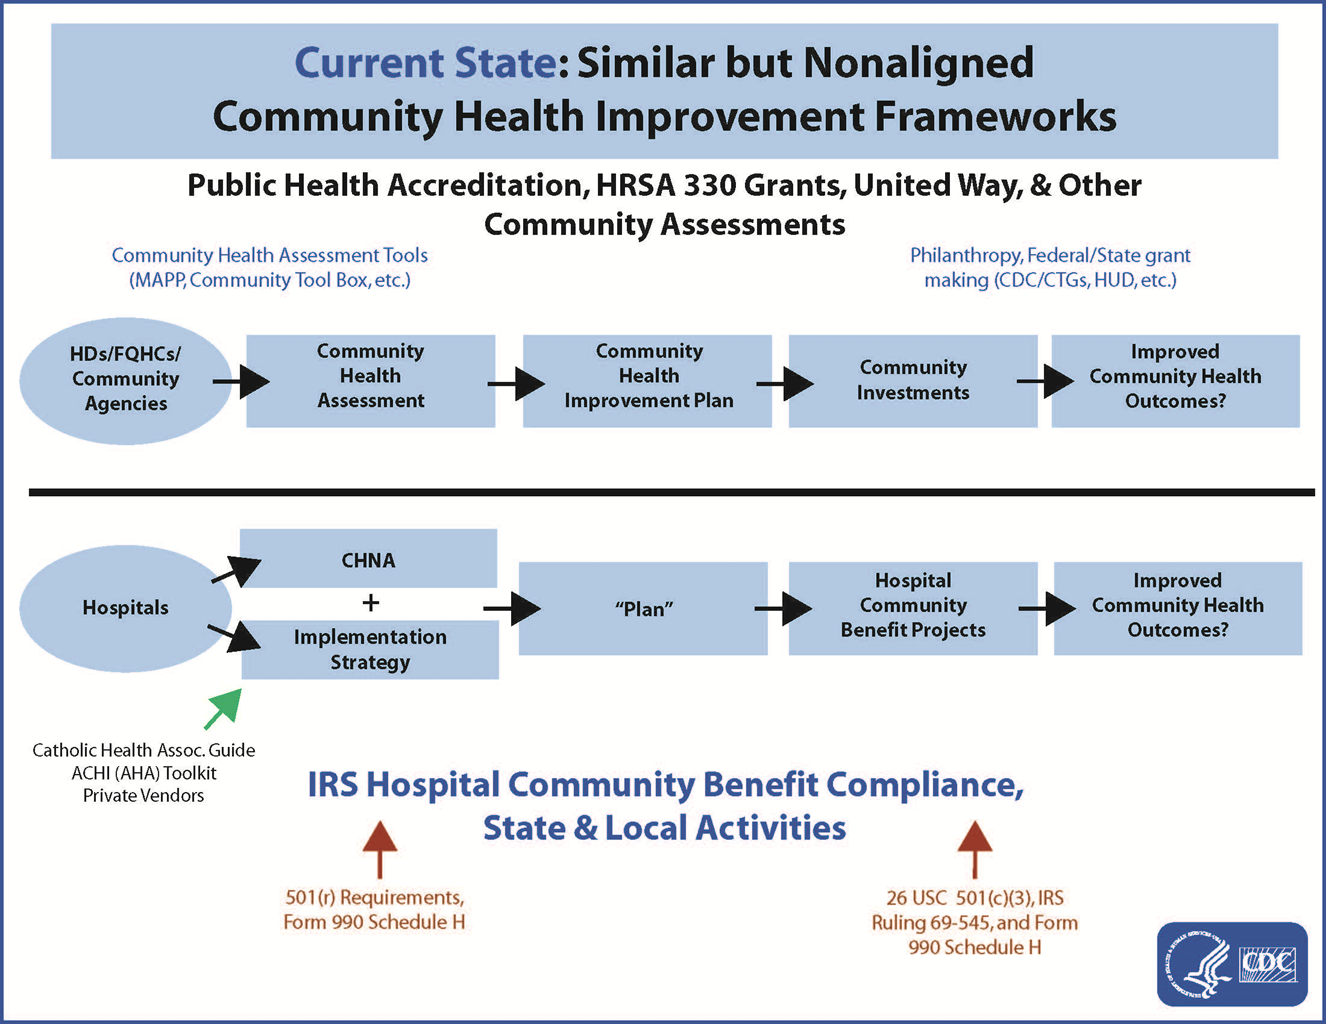 Current State: Similar but Nonaligned
Community Health Improvement Frameworks
Public Health Accreditation, HRSA 330 Grants, United Way, & Other
Community Assessments
Community Health Assessment Tools
(MAPP, Community Tool Box, etc.)
Philanthropy, Federal/State grant
making (CDC/CTGs, HUD, etc.)
HDs/FQHCs/
Community
Agencies
Community
Health
Assessment
Community
Health
Improvement Plan
Community
Investments
Improved
Community Health
Outcomes?
Hospitals
CHNA
+
Implementation
Strategy
“Plan”
Hospital
Community
Benefit Projects
Improved
Community Health
Outcomes?
Catholic Health Assoc. Guide
ACHI (AHA) Toolkit
Private Vendors
IRS Hospital Community Benefit Compliance,
State & Local Activities
501(r) Requirements,
Form 990 Schedule H
26 USC 501(c)(3), IRS
Ruling 69-545, and Form
990 Schedule H
CDC